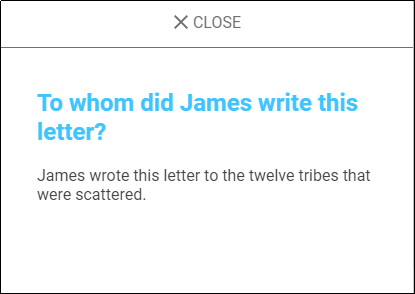 CLOSE
To whom did James write this
letter?
James wrote this letter to the twelve tribes that
were scattered.